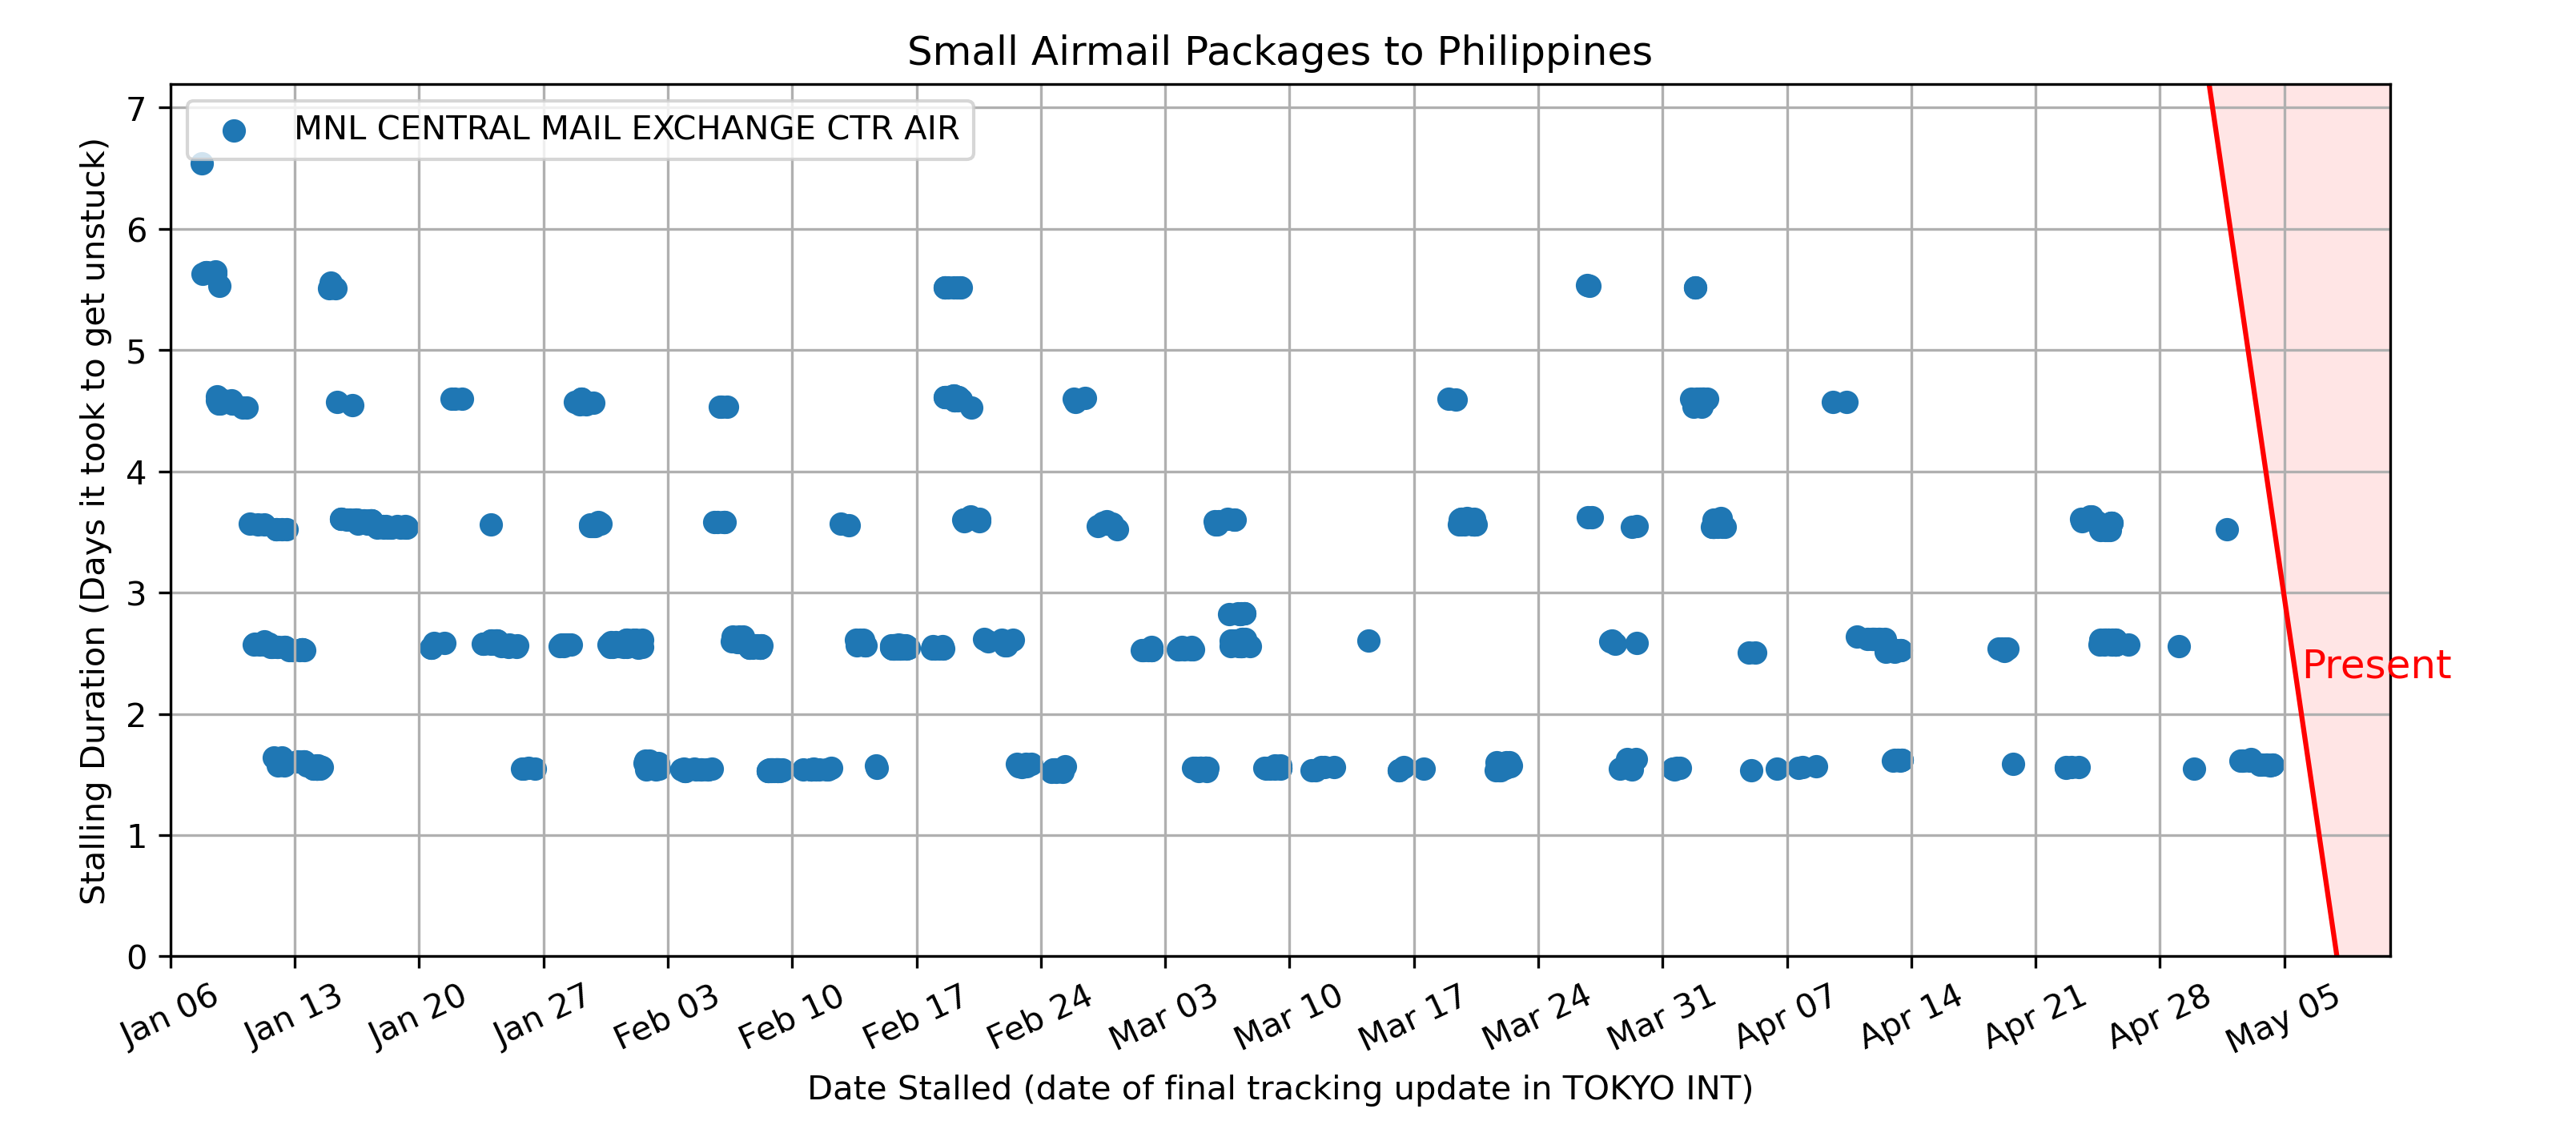 Small Airmail Packages to Philippines
MNL CENTRAL MAIL EXCHANGE CTR AIR
Stalling Duration (Days it took to get unstuck)
7
6
5
4
3
2
1
0
Present
Jan 06
Jan 13
Jan 20
Jan 27
Feb 03
Feb 10
Feb 17
Feb 24
Mar 03
Mar 10
Mar 17
Mar 24
Mar 31
Apr 07
Apr 14
Apr 21
Apr 28
May 05
Date Stalled (date of final tracking update in TOKYO INT)